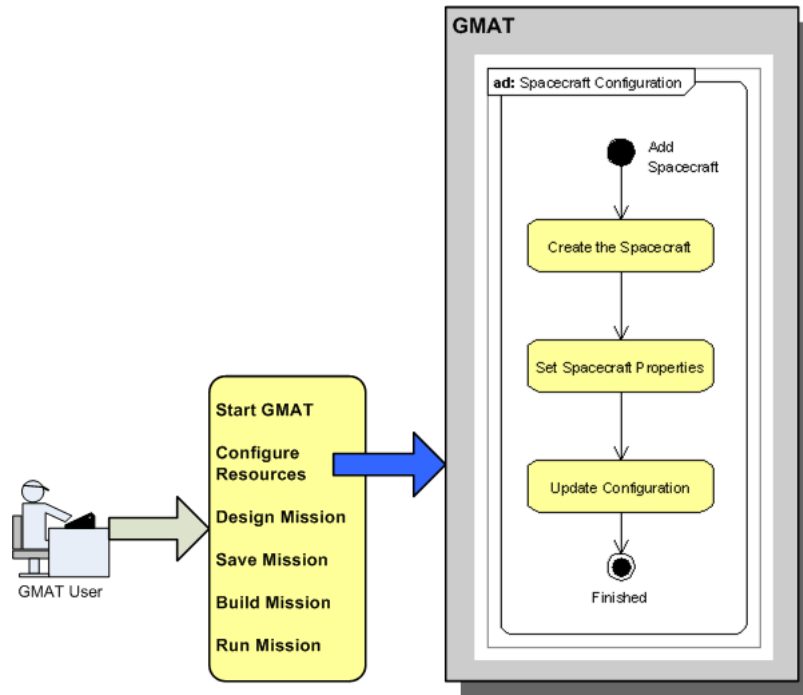 GMAT
ad: Spacecraft Configuration
Add
Spacecraft
Create the Spacecraft
Set Spacecraft Properties
Update Configuration
Finished
Start GMAT
Configure
Resources
Design Mission
Save Mission
Build Mission
Run Mission
GMAT User